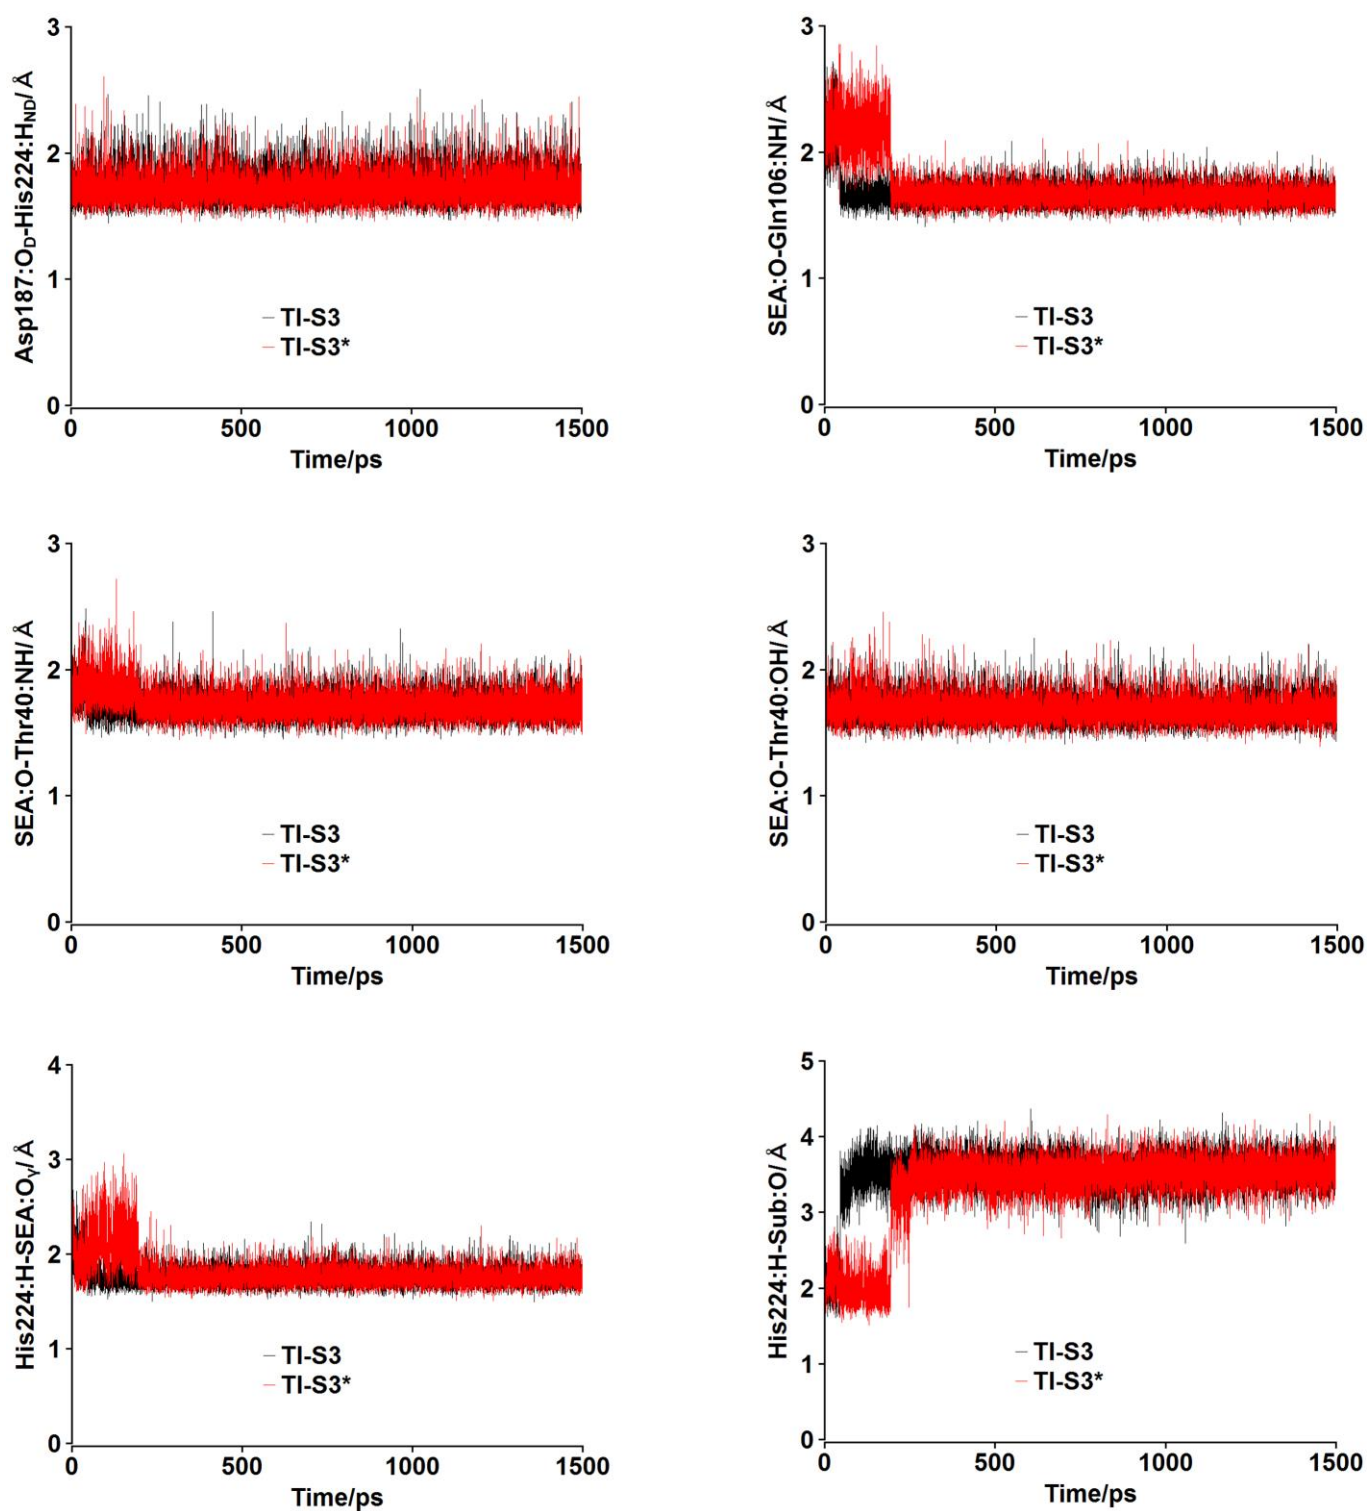 Asp187:O_D-His224:H_ND/Å
3
2
1
0
TI-S3
TI-S3*
0 500 1000 1500
Time/ps
SEA:O-Gln106:NH/Å
3
2
1
0
TI-S3
TI-S3*
0 500 1000 1500
Time/ps
SEA:O-Thr40:NH/Å
3
2
1
0
TI-S3
TI-S3*
0 500 1000 1500
Time/ps
SEA:O-Thr40:OH/Å
3
2
1
0
TI-S3
TI-S3*
0 500 1000 1500
Time/ps
His224:H-SEA:Oγ/Å
4
3
2
1
0
TI-S3
TI-S3*
0 500 1000 1500
Time/ps
His224:H-Sub:O/Å
5
4
3
2
1
0
TI-S3
TI-S3*
0 500 1000 1500
Time/ps